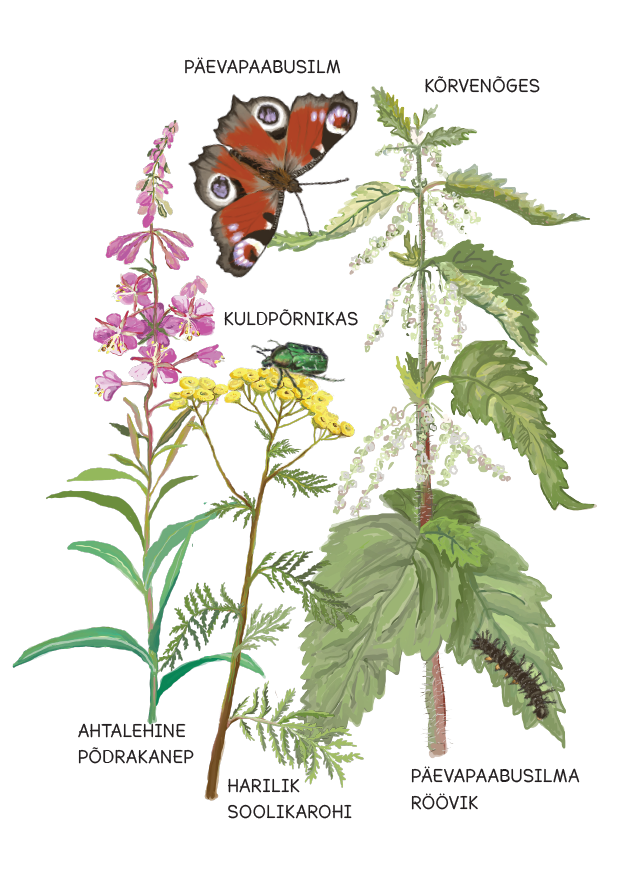 PÄEVAPAABUSILM
KÕRVENÕGES
KULDPÕRNIKAS
AHTALEHINE
PÕDRAKANEP
HARILIK
SOOLIKAROHI
PÄEVAPAABUSILMA
RÖÖVIK